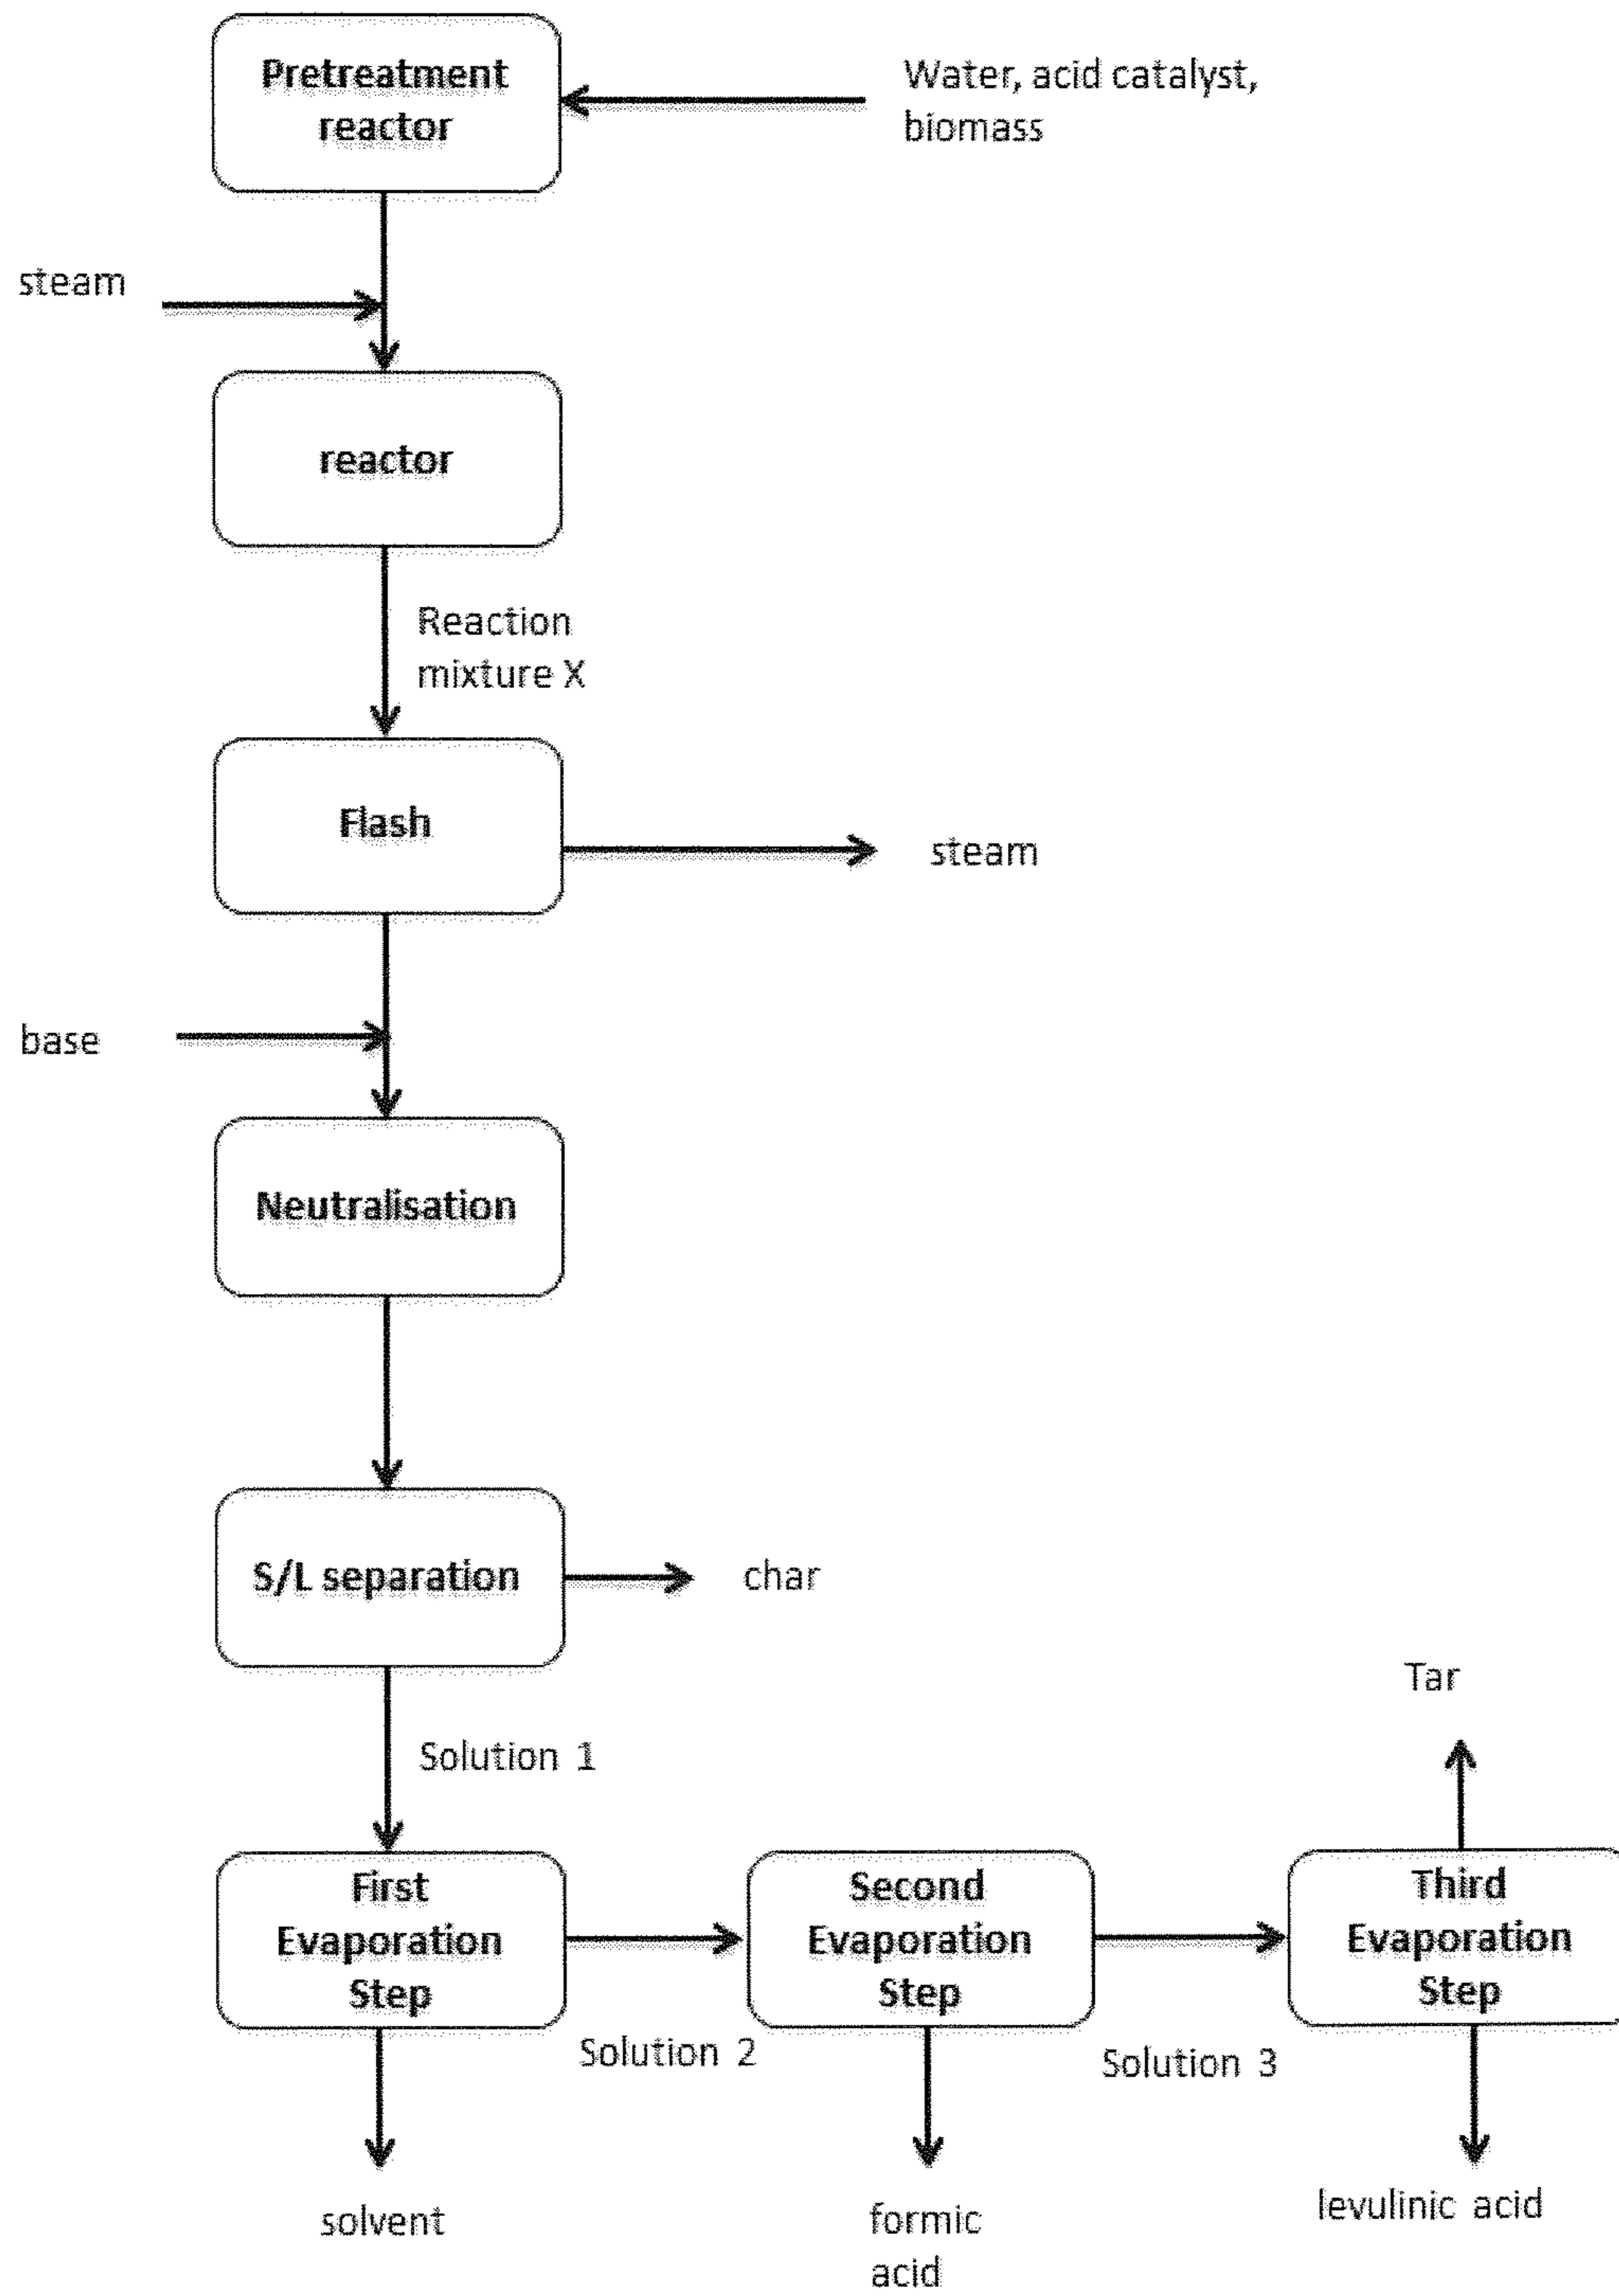 Pretreatment
reactor
Water, acid catalyst,
biomass
steam
reactor
Reaction
mixture X
Flash
steam
base
Neutralisation
S/L separation
char
Tar
Solution 1
First
Evaporation
Step
Second
Evaporation
Step
Third
Evaporation
Step
Solution 2
Solution 3
solvent
formic
acid
levulinic acid